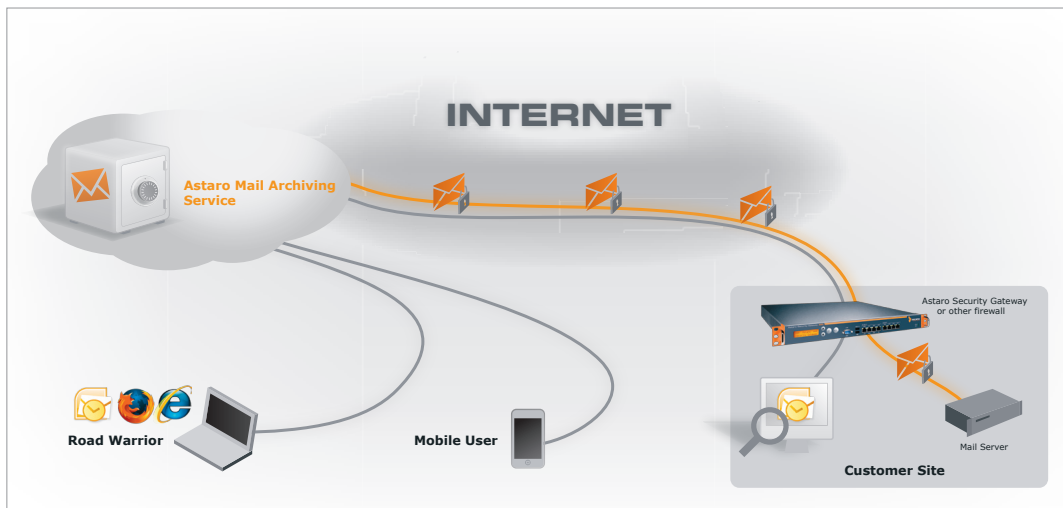 INTERNET
Astaro Mail Archiving
Service
Astaro Security Gateway
or other firewall
Road Warrior
Mobile User
Mail Server
Customer Site